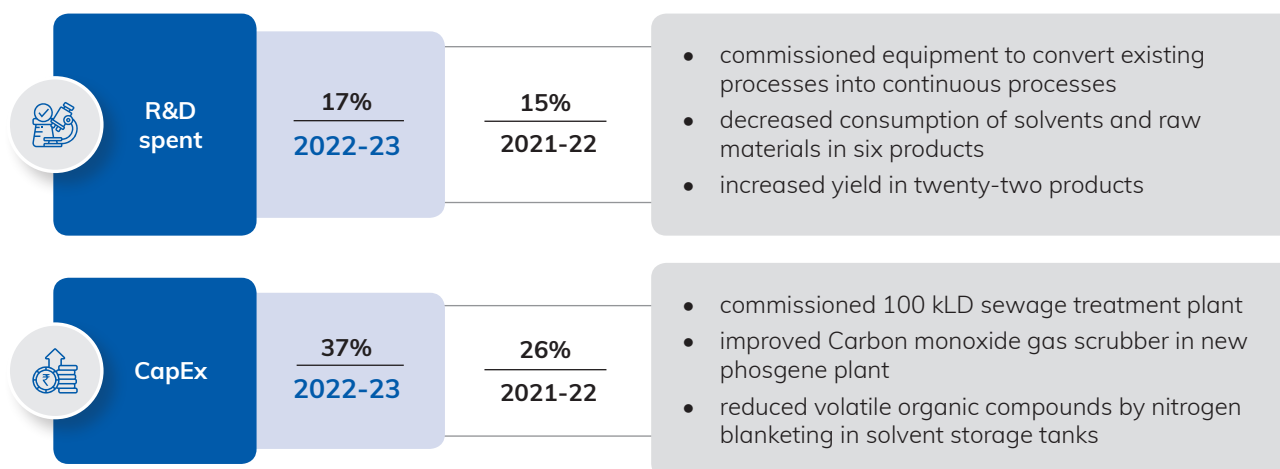 R&D
spent
17%
2022-23
15%
2021-22
• commissioned equipment to convert existing
processes into continuous processes
• decreased consumption of solvents and raw
materials in six products
• increased yield in twenty-two products
CapEx
37%
2022-23
26%
2021-22
• commissioned 100 kLD sewage treatment plant
• improved Carbon monoxide gas scrubber in new
phosgene plant
• reduced volatile organic compounds by nitrogen
blanketing in solvent storage tanks